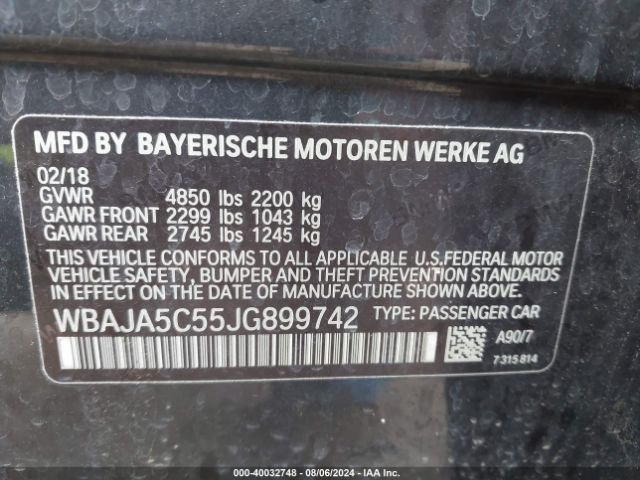 MFD BY BAYERISCHE MOTOREN WERKE AG
02/18
GVWR 4850 lbs 2200 kg
GAWR FRONT 2299 lbs 1043 kg
GAWR REAR 2745 lbs 1245 kg
THIS VEHICLE CONFORMS TO ALL APPLICABLE U.S.FEDERAL MOTOR
VEHICLE SAFETY, BUMPER AND THEFT PREVENTION STANDARDS
IN EFFECT ON THE DATE OF MANUFACTURE SHOWN ABOVE.
WBAJA5C55JG899742 TYPE: PASSENGER CAR
A90/7
7315814
000-40032748 - 08/06/2024 - IAA Inc.